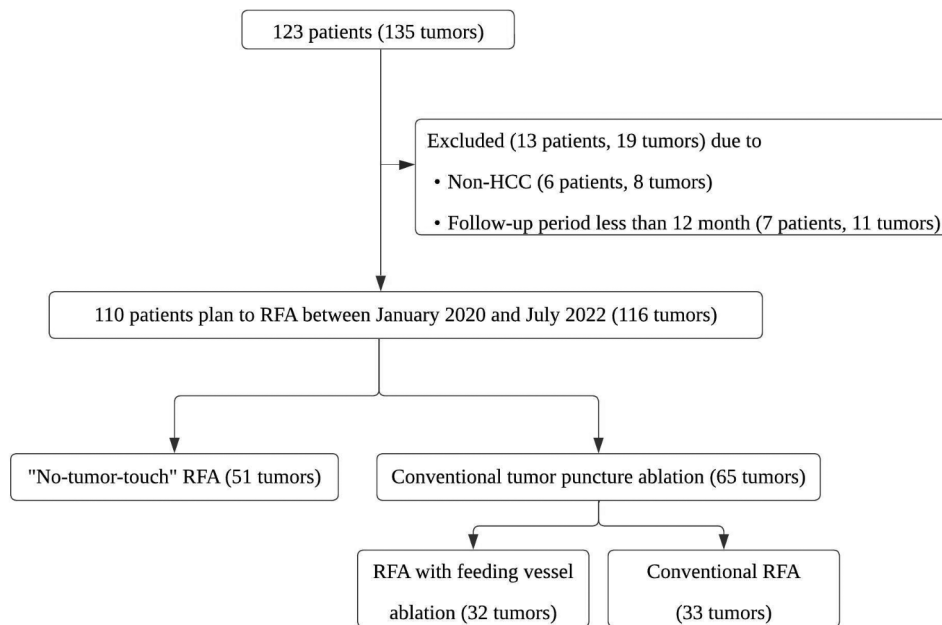 123 patients (135 tumors)
Excluded (13 patients, 19 tumors) due to
• Non-HCC (6 patients, 8 tumors)
• Follow-up period less than 12 month (7 patients, 11 tumors)
110 patients plan to RFA between January 2020 and July 2022 (116 tumors)
"No-tumor-touch" RFA (51 tumors)
Conventional tumor puncture ablation (65 tumors)
RFA with feeding vessel
ablation (32 tumors)
Conventional RFA
(33 tumors)